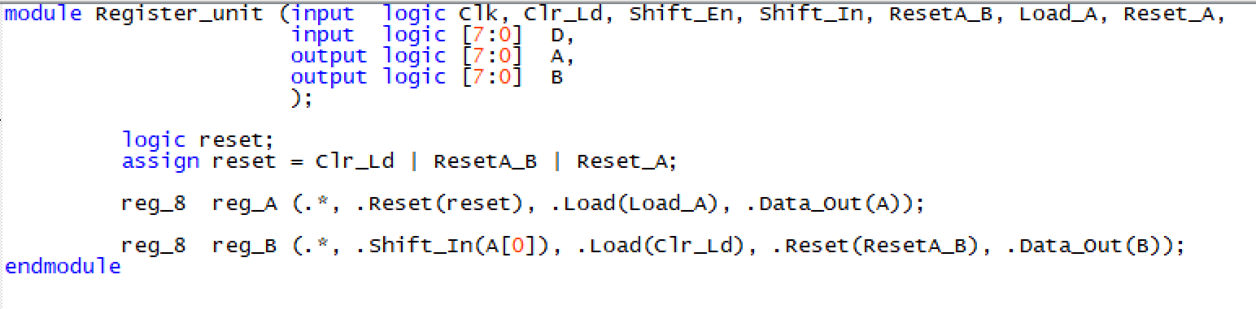 module Register_unit (input  logic Clk, Clr_Ld, Shift_En, Shift_In, ResetA_B, Load_A, Reset_A,
                      input  logic [7:0]  D,
                      output logic [7:0]  A,
                      output logic [7:0]  B
                      );
         logic reset;
         assign reset = Clr_Ld | ResetA_B | Reset_A;
         reg_8  reg_A (.*, .Reset(reset), .Load(Load_A), .Data_Out(A));
         reg_8  reg_B (.*, .Shift_In(A[0]), .Load(Clr_Ld), .Reset(ResetA_B), .Data_Out(B));
endmodule